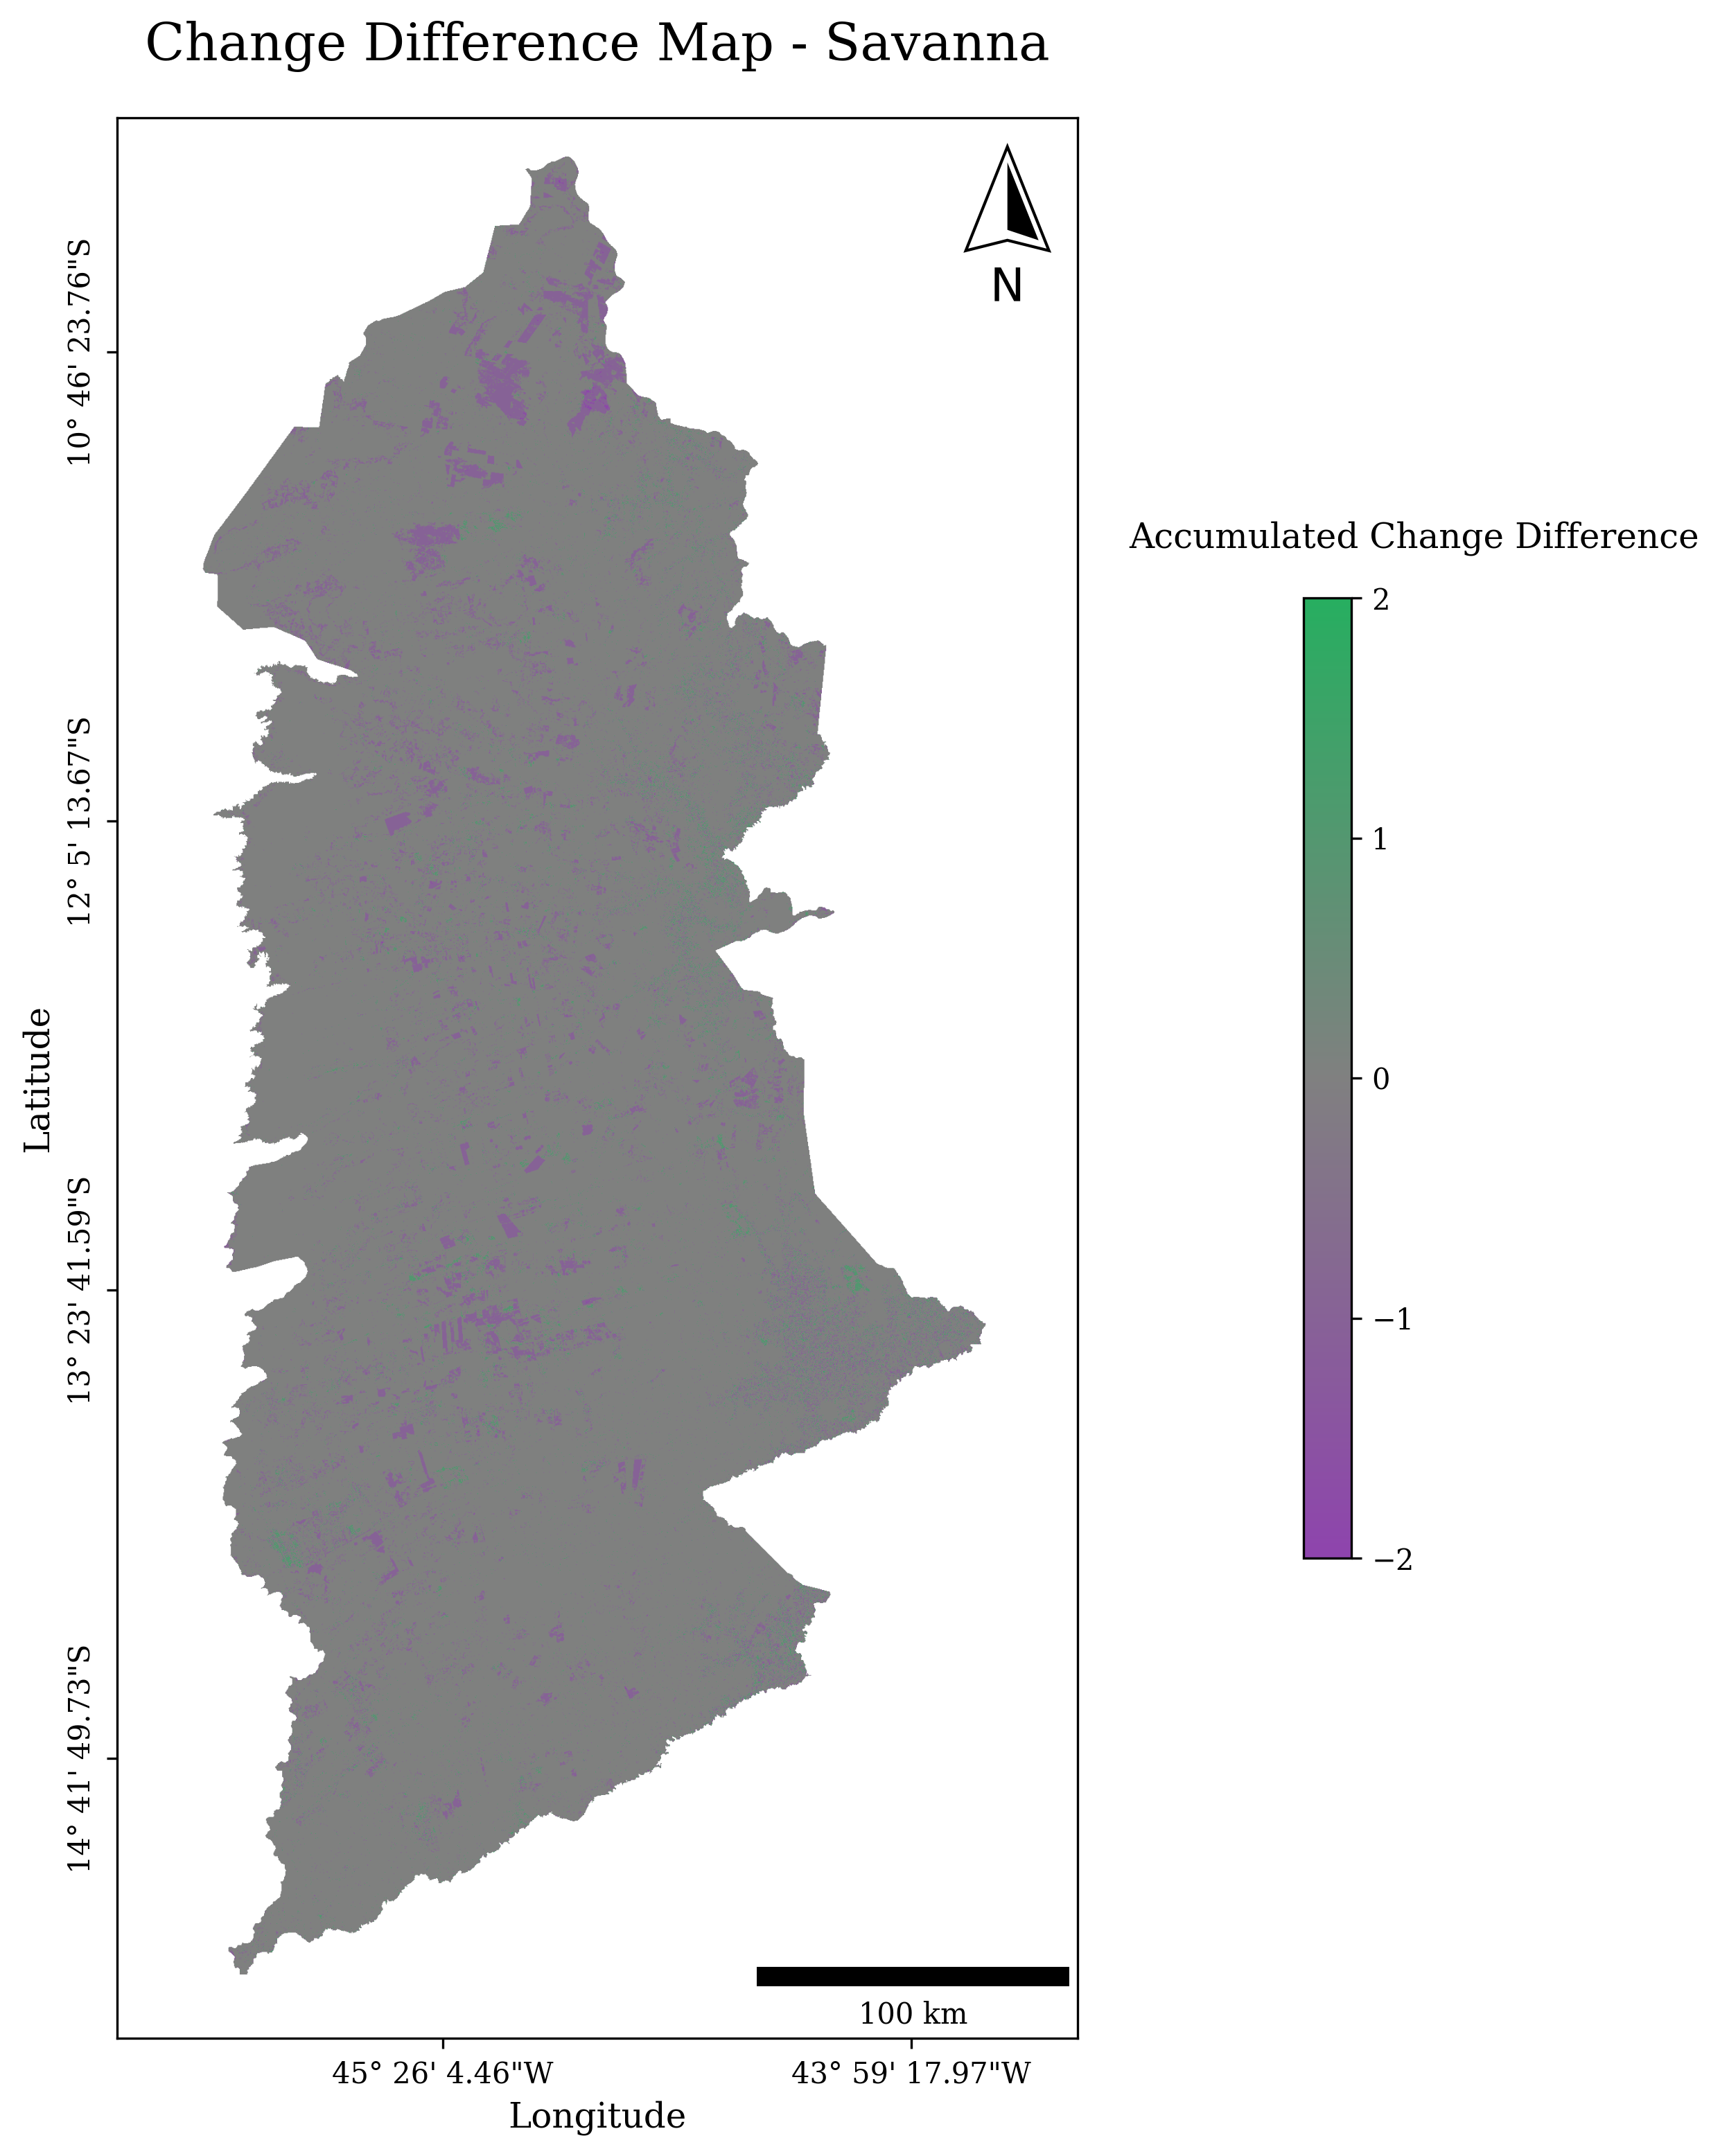 Change Difference Map - Savanna
N
10° 46' 23.76"S
12° 5' 13.67"S
13° 23' 41.59"S
14° 41' 49.73"S
Latitude
100 km
45° 26' 4.46"W
43° 59' 17.97"W
Longitude
Accumulated Change Difference
2
1
0
−1
−2